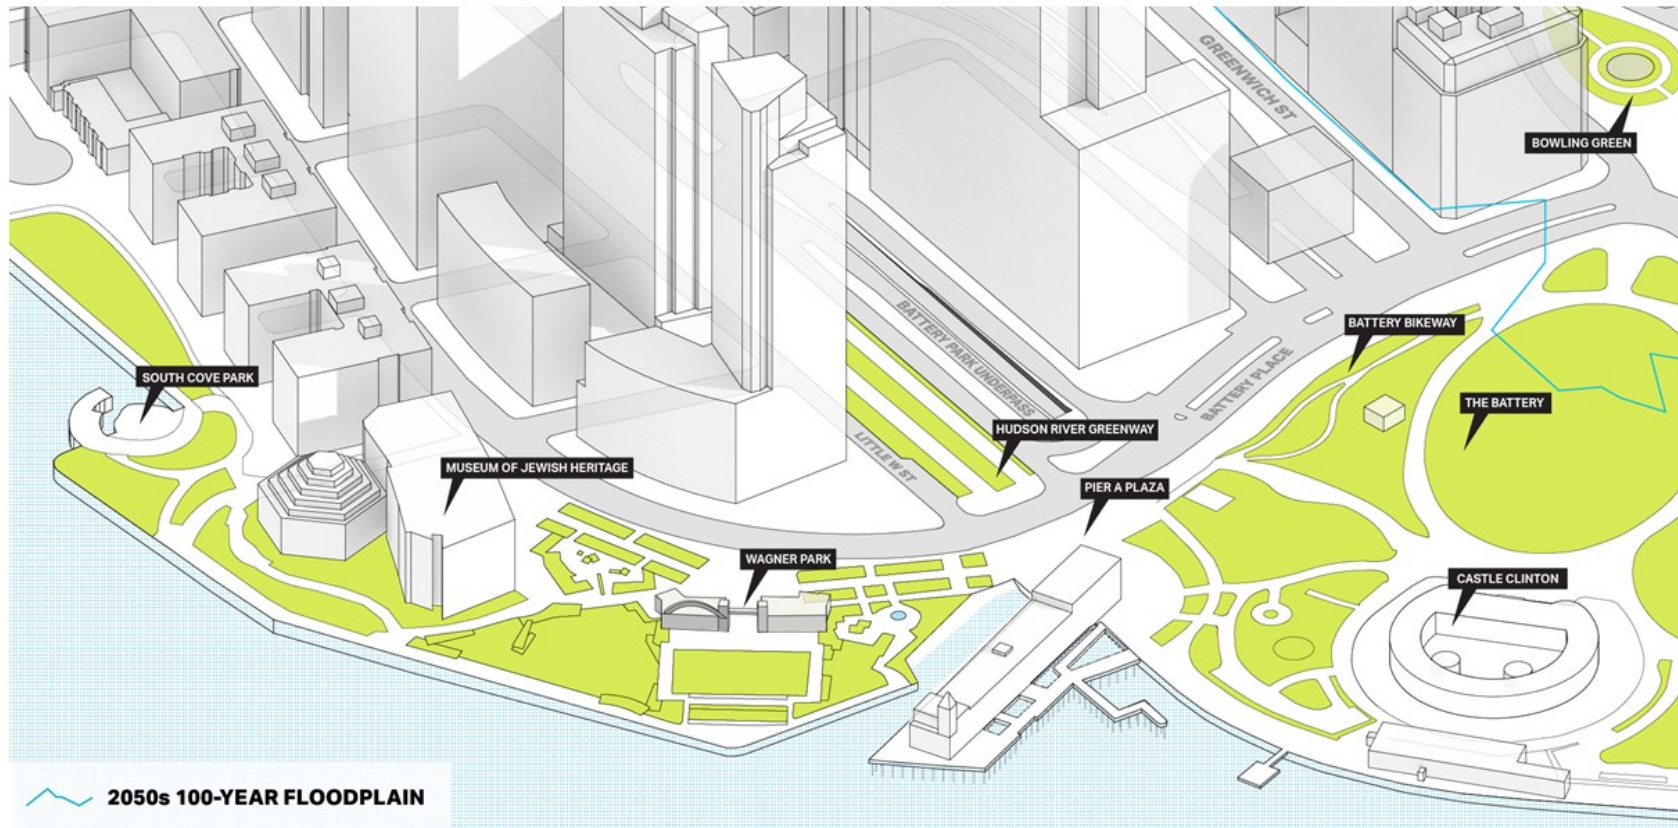 GREENWICH ST
BOWLING GREEN
BATTERY PARK UNDERPASS
BATTERY BIKEWAY
BATTERY PLACE
SOUTH COVE PARK
THE BATTERY
HUDSON RIVER GREENWAY
LITTLE W ST
MUSEUM OF JEWISH HERITAGE
PIER A PLAZA
WAGNER PARK
CASTLE CLINTON
2050s 100-YEAR FLOODPLAIN